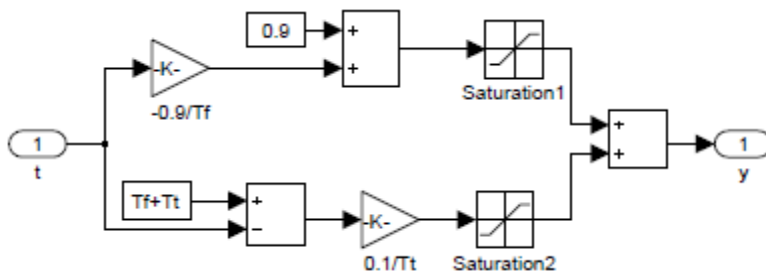 0.9
+
+
-K-
-0.9/Tf
Saturation1
1
t
+
+
1
y
Tf+Tt
+
−
-K-
0.1/Tt
Saturation2